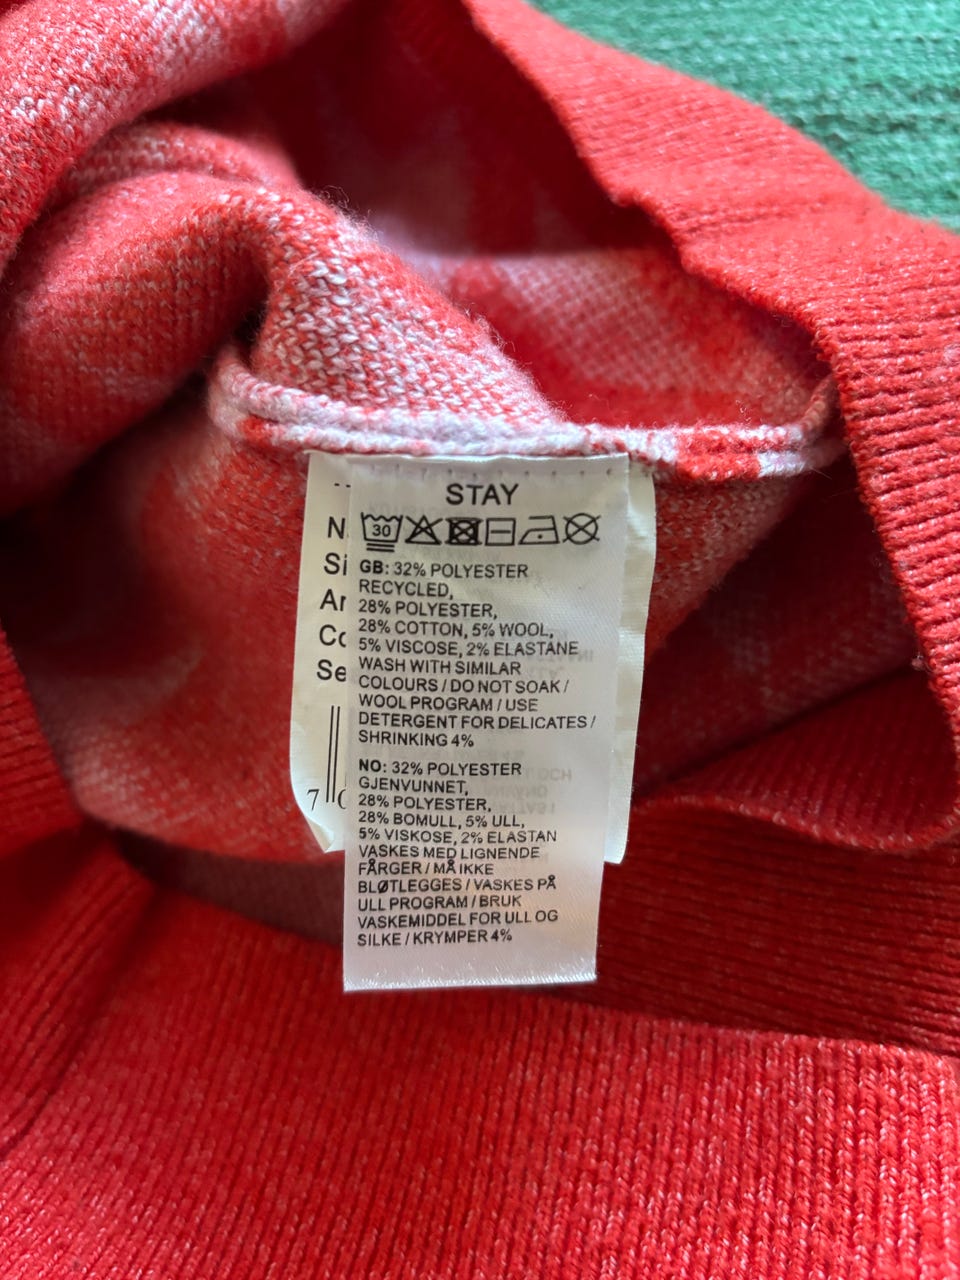 STAY
30
GB: 32% POLYESTER
RECYCLED,
28% POLYESTER,
28% COTTON, 5% WOOL,
5% VISCOSE, 2% ELASTANE
WASH WITH SIMILAR
COLOURS / DO NOT SOAK /
WOOL PROGRAM / USE
DETERGENT FOR DELICATES /
SHRINKING 4%
NO: 32% POLYESTER
GJENVUNNET,
28% POLYESTER,
28% BOMULL, 5% ULL,
5% VISKOSE, 2% ELASTAN
VASKES MED LIGNENDE
FÅRGER / MÅ IKKE
BLØTLEGGES / VASKES PÅ
ULL PROGRAM / BRUK
VASKEMIDDEL FOR ULL OG
SILKE / KRYMPER 4%
7